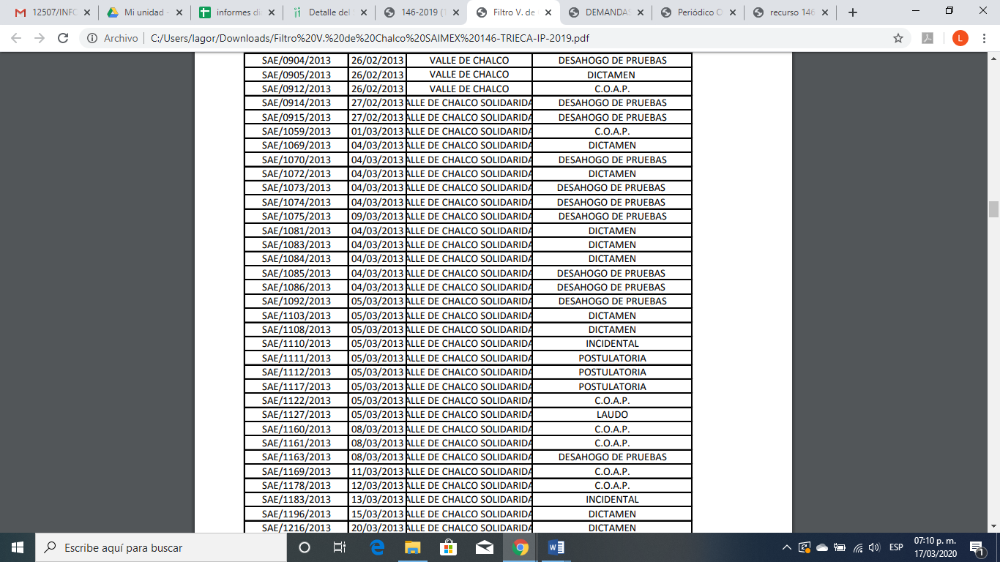 12507/INFO
Mi unidad -
informes di
Detalle del
146-2019 (1
Filtro V. de
DEMANDAS
Periódico O
recurso 146
Archivo | C:/Users/lagor/Downloads/Filtro%20V.%20de%20Chalco%20SAIMEX%20146-TRIECA-IP-2019.pdf
L
SAE/0904/2013 26/02/2013 VALLE DE CHALCO DESAHOGO DE PRUEBAS
SAE/0905/2013 26/02/2013 VALLE DE CHALCO DICTAMEN
SAE/0912/2013 26/02/2013 VALLE DE CHALCO C.O.A.P.
SAE/0914/2013 27/02/2013 ALLE DE CHALCO SOLIDARIDA DESAHOGO DE PRUEBAS
SAE/0915/2013 27/02/2013 ALLE DE CHALCO SOLIDARIDA DESAHOGO DE PRUEBAS
SAE/1059/2013 01/03/2013 ALLE DE CHALCO SOLIDARIDA C.O.A.P.
SAE/1069/2013 04/03/2013 ALLE DE CHALCO SOLIDARIDA DICTAMEN
SAE/1070/2013 04/03/2013 ALLE DE CHALCO SOLIDARIDA DESAHOGO DE PRUEBAS
SAE/1072/2013 04/03/2013 ALLE DE CHALCO SOLIDARIDA DICTAMEN
SAE/1073/2013 04/03/2013 ALLE DE CHALCO SOLIDARIDA DESAHOGO DE PRUEBAS
SAE/1074/2013 04/03/2013 ALLE DE CHALCO SOLIDARIDA DESAHOGO DE PRUEBAS
SAE/1075/2013 09/03/2013 ALLE DE CHALCO SOLIDARIDA DESAHOGO DE PRUEBAS
SAE/1081/2013 04/03/2013 ALLE DE CHALCO SOLIDARIDA DICTAMEN
SAE/1083/2013 04/03/2013 ALLE DE CHALCO SOLIDARIDA DICTAMEN
SAE/1084/2013 04/03/2013 ALLE DE CHALCO SOLIDARIDA DICTAMEN
SAE/1085/2013 04/03/2013 ALLE DE CHALCO SOLIDARIDA DESAHOGO DE PRUEBAS
SAE/1086/2013 04/03/2013 ALLE DE CHALCO SOLIDARIDA DESAHOGO DE PRUEBAS
SAE/1092/2013 05/03/2013 ALLE DE CHALCO SOLIDARIDA DESAHOGO DE PRUEBAS
SAE/1103/2013 05/03/2013 ALLE DE CHALCO SOLIDARIDA DICTAMEN
SAE/1108/2013 05/03/2013 ALLE DE CHALCO SOLIDARIDA DICTAMEN
SAE/1110/2013 05/03/2013 ALLE DE CHALCO SOLIDARIDA INCIDENTAL
SAE/1111/2013 05/03/2013 ALLE DE CHALCO SOLIDARIDA POSTULATORIA
SAE/1112/2013 05/03/2013 ALLE DE CHALCO SOLIDARIDA POSTULATORIA
SAE/1117/2013 05/03/2013 ALLE DE CHALCO SOLIDARIDA POSTULATORIA
SAE/1122/2013 05/03/2013 ALLE DE CHALCO SOLIDARIDA C.O.A.P.
SAE/1127/2013 05/03/2013 ALLE DE CHALCO SOLIDARIDA LAUDO
SAE/1160/2013 08/03/2013 ALLE DE CHALCO SOLIDARIDA C.O.A.P.
SAE/1161/2013 08/03/2013 ALLE DE CHALCO SOLIDARIDA C.O.A.P.
SAE/1163/2013 08/03/2013 ALLE DE CHALCO SOLIDARIDA DESAHOGO DE PRUEBAS
SAE/1169/2013 11/03/2013 ALLE DE CHALCO SOLIDARIDA C.O.A.P.
SAE/1178/2013 12/03/2013 ALLE DE CHALCO SOLIDARIDA C.O.A.P.
SAE/1183/2013 13/03/2013 ALLE DE CHALCO SOLIDARIDA INCIDENTAL
SAE/1196/2013 15/03/2013 ALLE DE CHALCO SOLIDARIDA DICTAMEN
SAE/1216/2013 20/03/2013 ALLE DE CHALCO SOLIDARIDA DICTAMEN
Escribe aquí para buscar
ESP
07:10 p. m.
17/03/2020
1